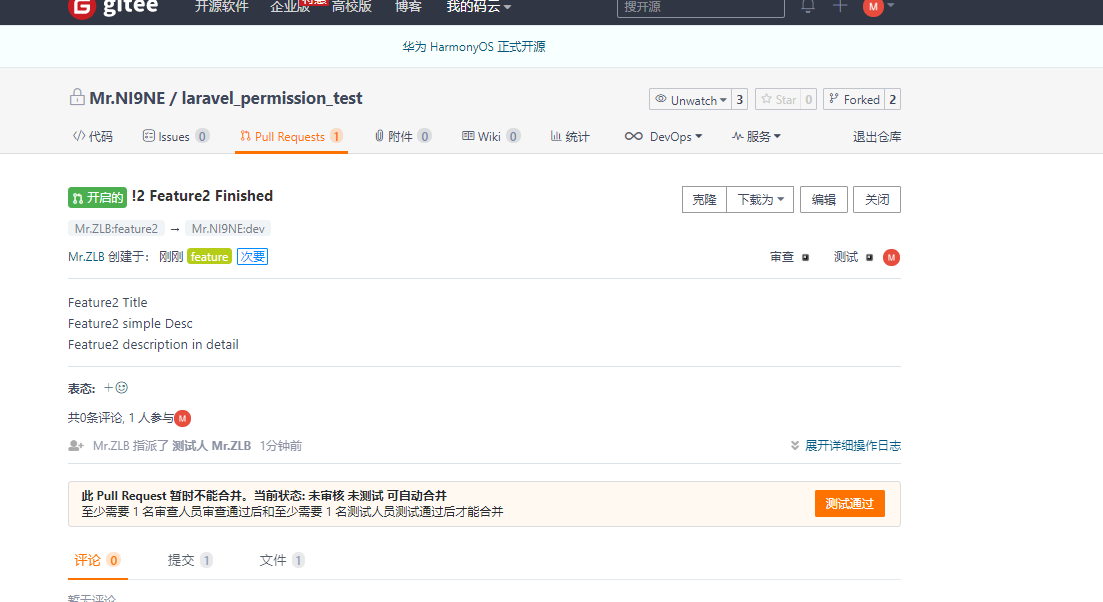 gitee 开源软件 企业版 特惠 高校版 博客 我的码云 搜开源 M
华为 HarmonyOS 正式开源
Mr.NI9NE / laravel_permission_test Unwatch 3 Star 0 Forked 2
代码 Issues 0 Pull Requests 1 附件 0 Wiki 0 统计 DevOps 服务 退出仓库
开启的 !2 Feature2 Finished 克隆 下载为 编辑 关闭
Mr.ZLB:feature2 → Mr.NI9NE:dev
Mr.ZLB 创建于： 刚刚 feature 次要 审查 测试 M
Feature2 Title
Feature2 simple Desc
Featrue2 description in detail
表态: +
共0条评论, 1 人参与 M
Mr.ZLB 指派了 测试人 Mr.ZLB 1分钟前 展开详细操作日志
此 Pull Request 暂时不能合并。当前状态: 未审核 未测试 可自动合并
至少需要 1 名审查人员审查通过后和至少需要 1 名测试人员测试通过后才能合并 测试通过
评论 0 提交 1 文件 1
暂无评论